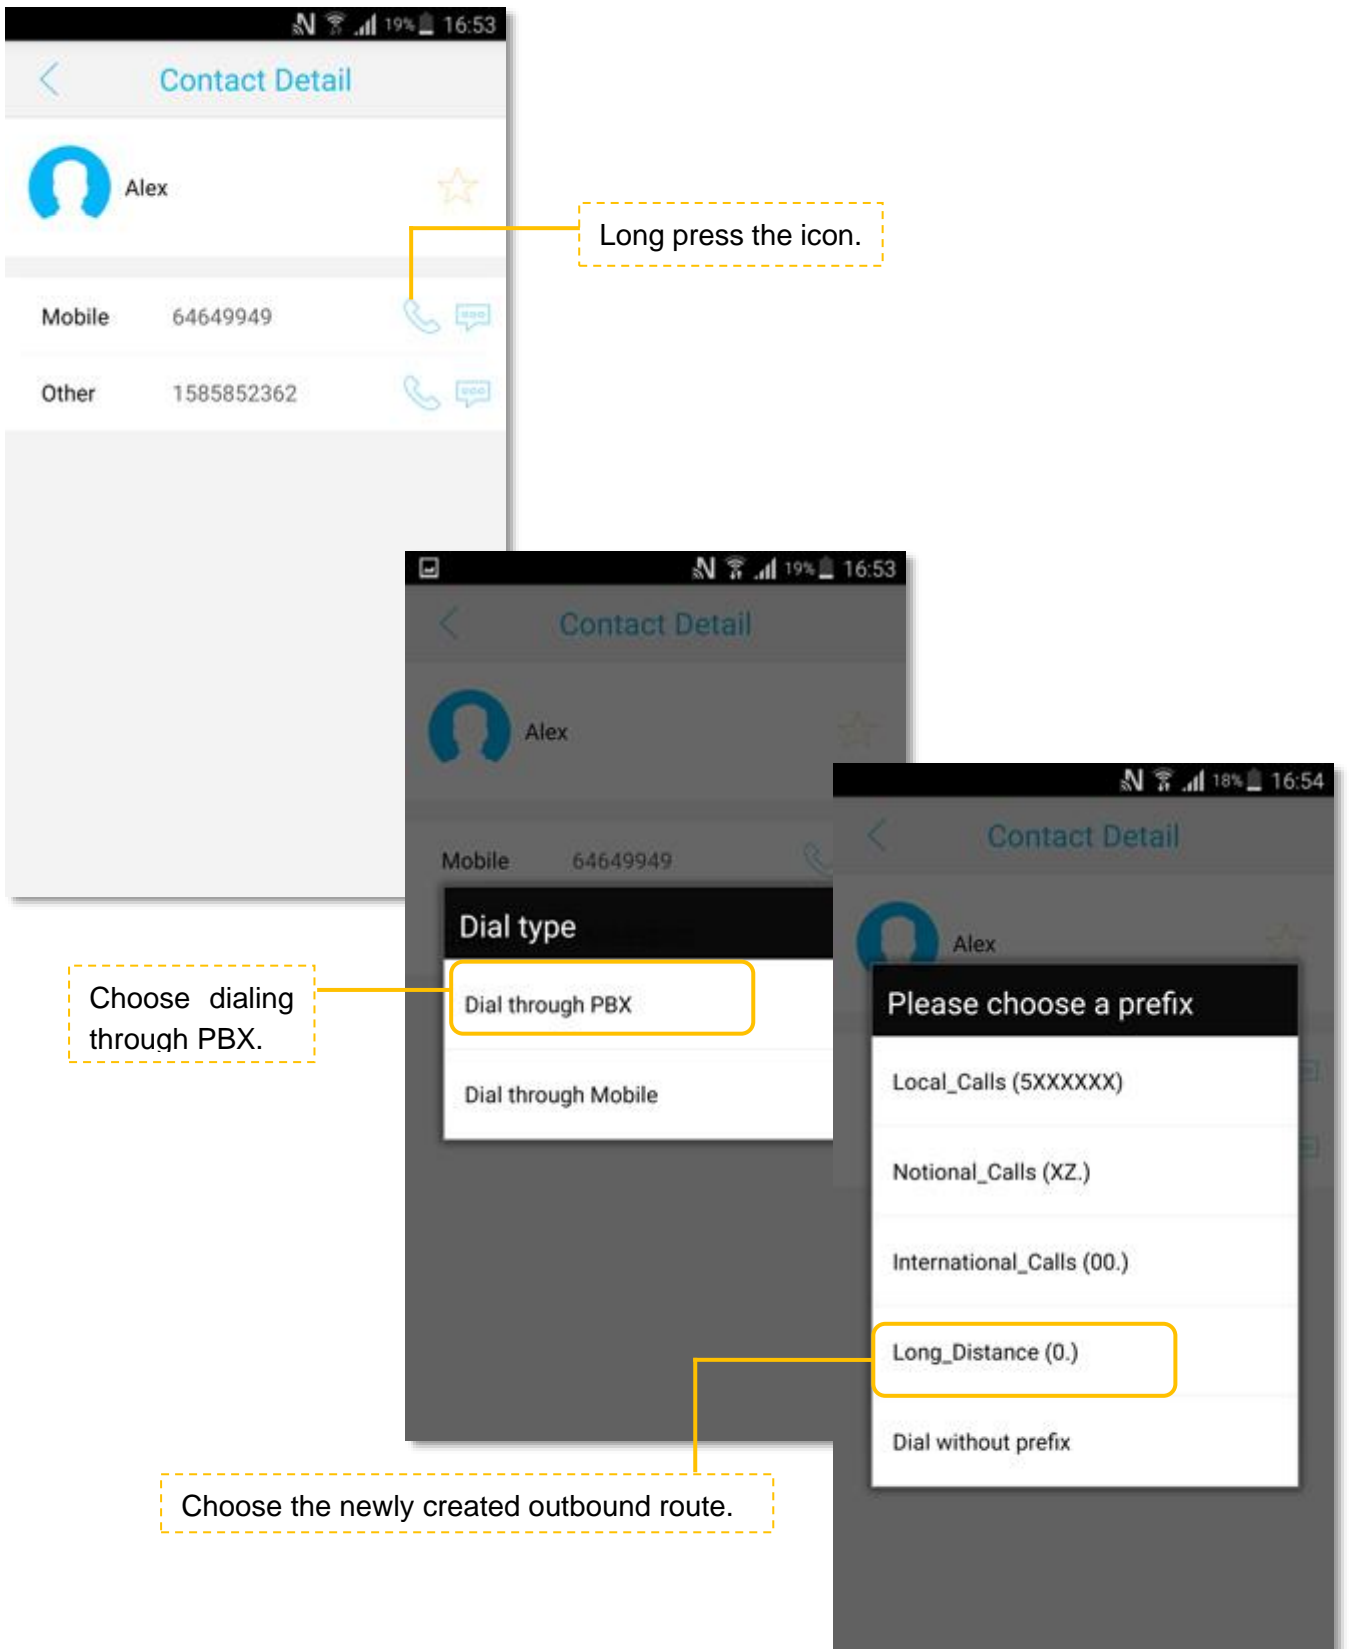 19% 16:53
Contact Detail
Alex
Long press the icon.
Mobile 64649949
Other 1585852362
19% 16:53
Contact Detail
Alex
Mobile 64649949
Dial type
Choose dialing
through PBX.
Dial through PBX
Dial through Mobile
18% 16:54
Contact Detail
Alex
Please choose a prefix
Local_Calls (5XXXXXX)
Notional_Calls (XZ.)
International_Calls (00.)
Long_Distance (0.)
Dial without prefix
Choose the newly created outbound route.